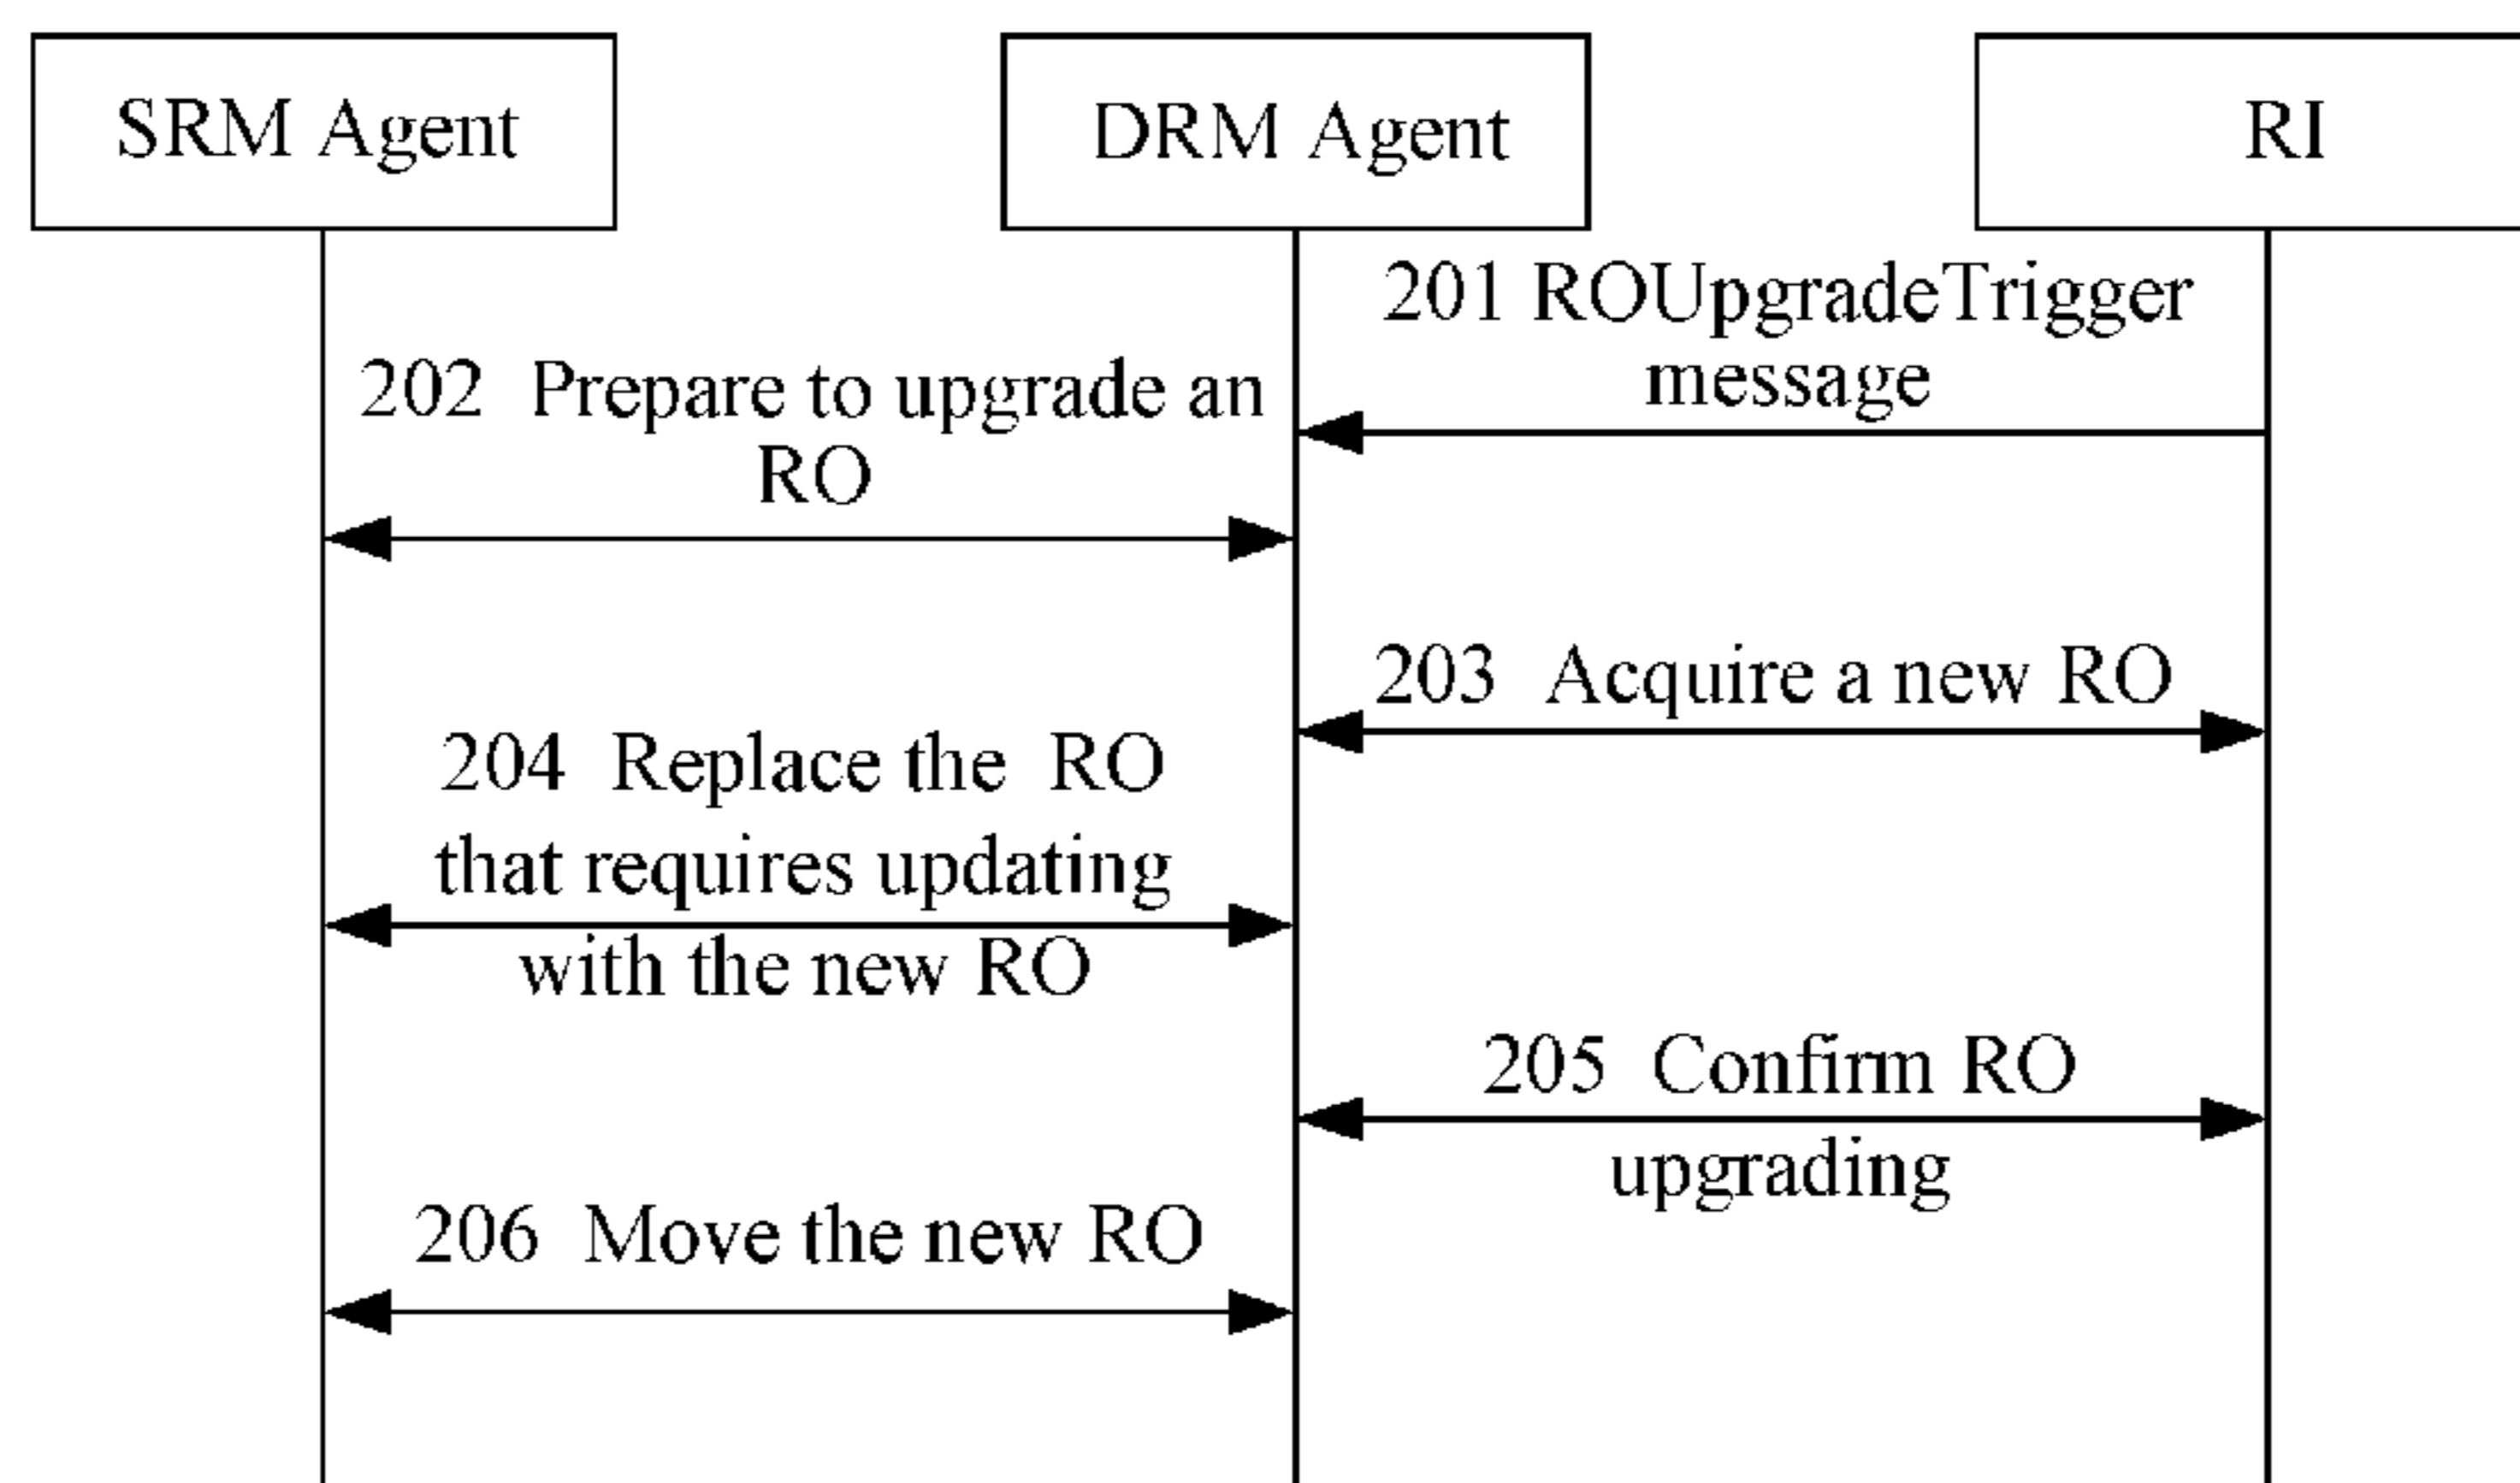 SRM Agent
DRM Agent
RI
201 ROUpgradeTrigger
message
202 Prepare to upgrade an
RO
203 Acquire a new RO
204 Replace the RO
that requires updating
with the new RO
205 Confirm RO
upgrading
206 Move the new RO